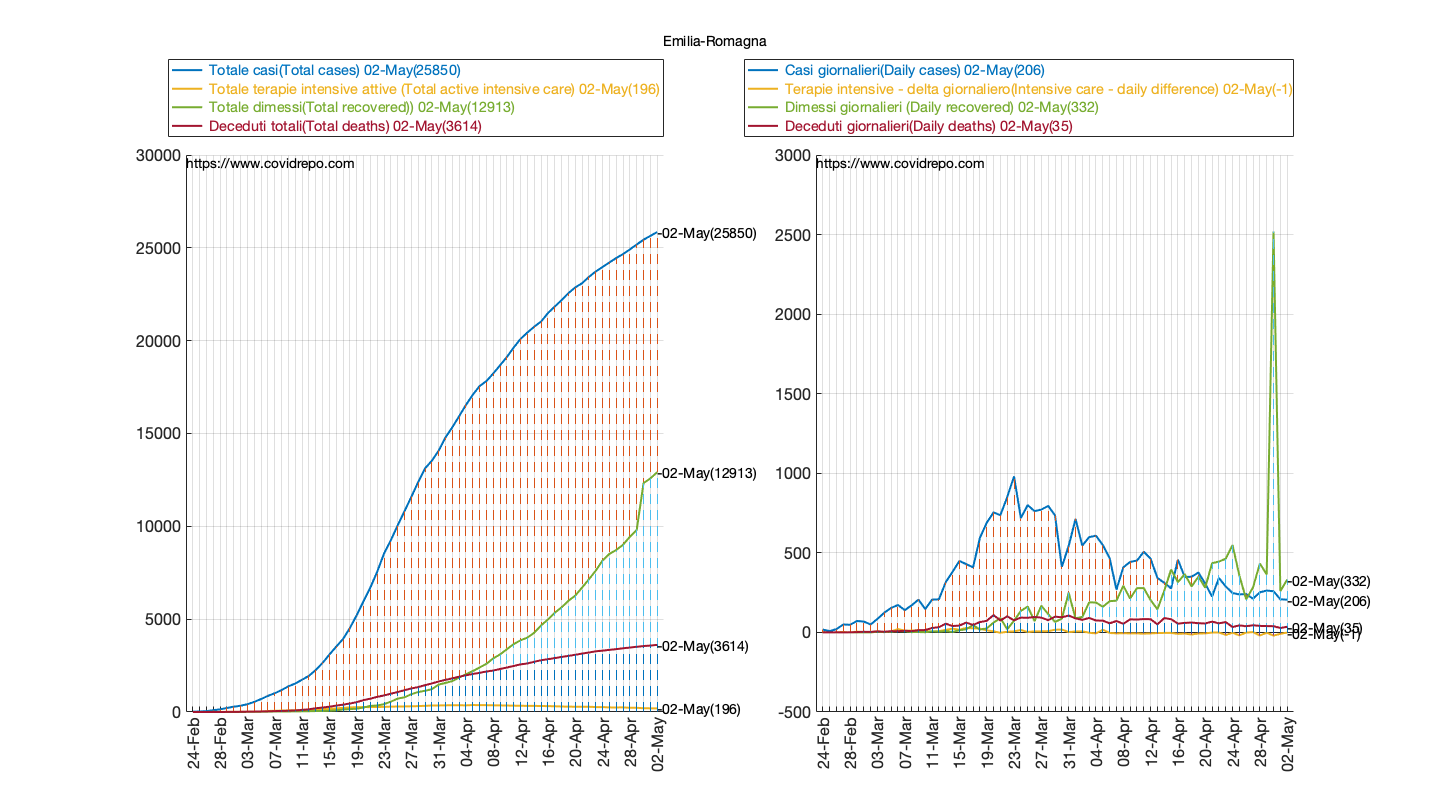 Emilia-Romagna
Totale casi(Total cases) 02-May(25850)
Totale terapie intensive attive (Total active intensive care) 02-May(196)
Totale dimessi(Total recovered)) 02-May(12913)
Deceduti totali(Total deaths) 02-May(3614)
30000
https://www.covidrepo.com
25000
20000
15000
10000
5000
0
02-May(25850)
02-May(12913)
02-May(3614)
02-May(196)
24-Feb
28-Feb
03-Mar
07-Mar
11-Mar
15-Mar
19-Mar
23-Mar
27-Mar
31-Mar
04-Apr
08-Apr
12-Apr
16-Apr
20-Apr
24-Apr
28-Apr
02-May
Casi giornalieri(Daily cases) 02-May(206)
Terapie intensive - delta giornaliero(Intensive care - daily difference) 02-May(-1)
Dimessi giornalieri (Daily recovered) 02-May(332)
Deceduti giornalieri(Daily deaths) 02-May(35)
3000
https://www.covidrepo.com
2500
2000
1500
1000
500
0
-500
02-May(332)
02-May(206)
02-May(35)
02-May(-1)
24-Feb
28-Feb
03-Mar
07-Mar
11-Mar
15-Mar
19-Mar
23-Mar
27-Mar
31-Mar
04-Apr
08-Apr
12-Apr
16-Apr
20-Apr
24-Apr
28-Apr
02-May